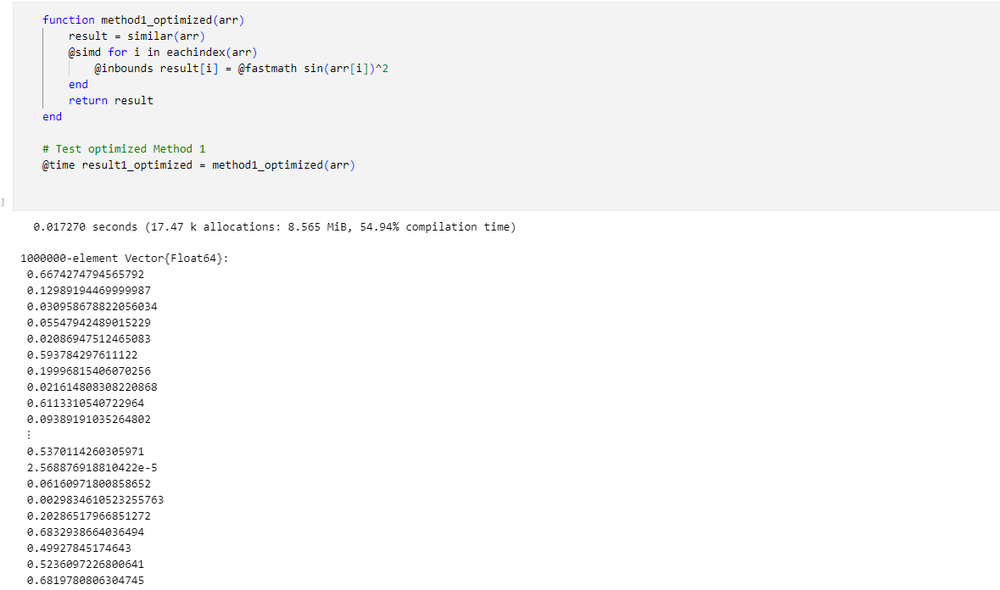 function method1_optimized(arr)
    result = similar(arr)
    @simd for i in eachindex(arr)
        @inbounds result[i] = @fastmath sin(arr[i])^2
    end
    return result
end
# Test optimized Method 1
@time result1_optimized = method1_optimized(arr)
]
0.017270 seconds (17.47 k allocations: 8.565 MiB, 54.94% compilation time)
1000000-element Vector{Float64}:
 0.6674274794565792
 0.12989194469999987
 0.030958678822056034
 0.05547942489015229
 0.02086947512465083
 0.593784297611122
 0.19996815406070256
 0.021614808308220868
 0.6113310540722964
 0.09389191035264802
 ⋮
 0.5370114260305971
 2.568876918810422e-5
 0.06160971800858652
 0.0029834610523255763
 0.20286517966851272
 0.6832938664036494
 0.49927845174643
 0.5236097226800641
 0.6819780806304745